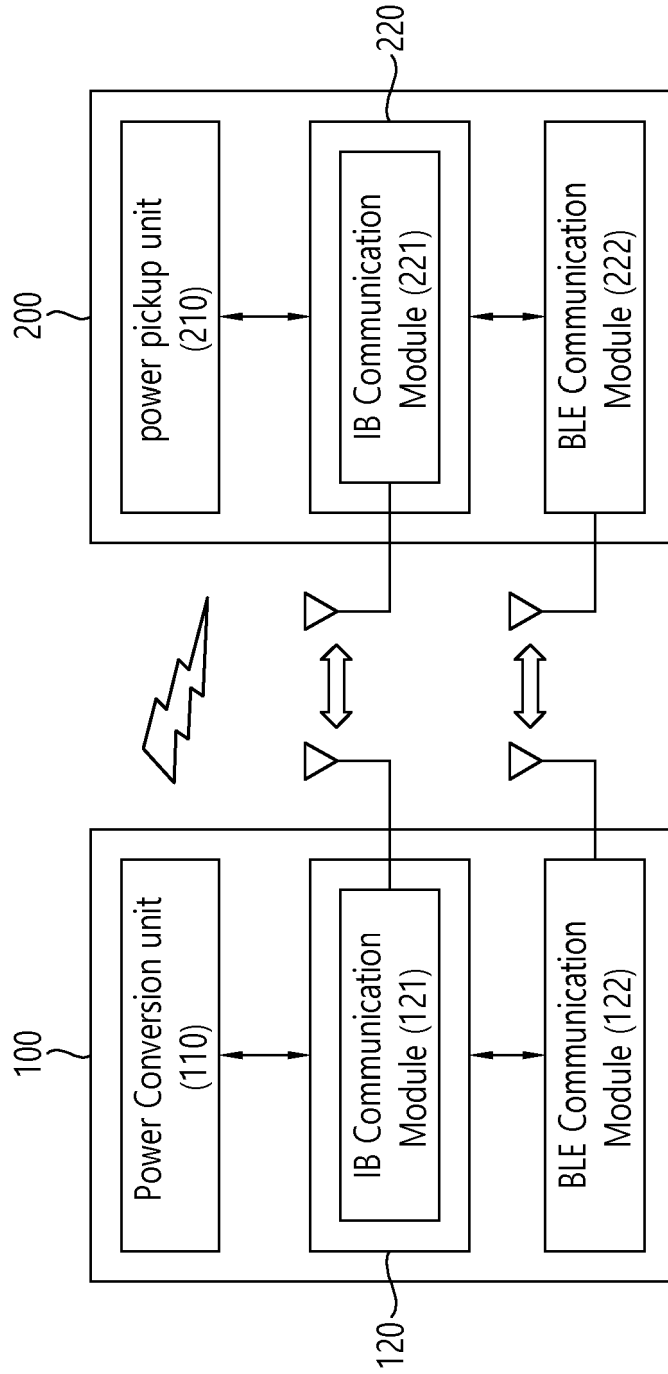 100
Power Conversion unit
(110)
IB Communication
Module (121)
120
BLE Communication
Module (122)
200
power pickup unit
(210)
IB Communication
Module (221)
220
BLE Communication
Module (222)